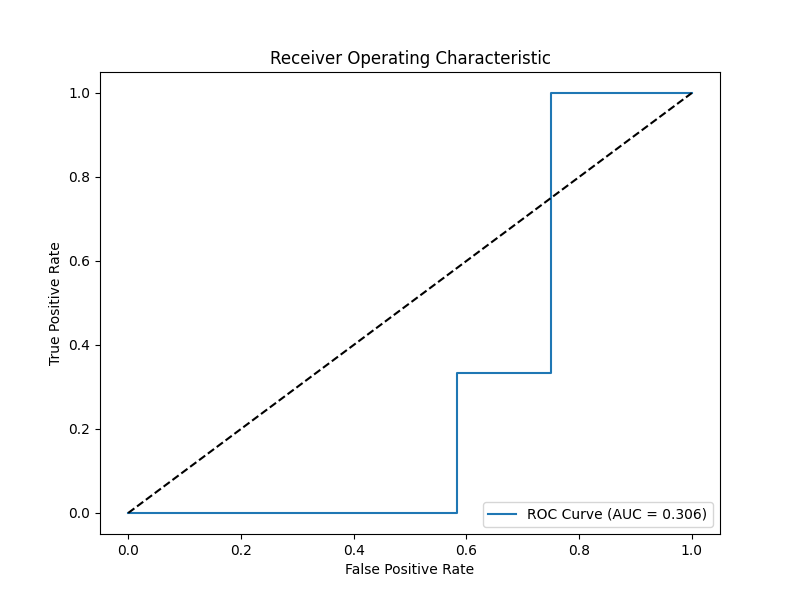 Receiver Operating Characteristic
1.0
0.8
0.6
0.4
0.2
0.0
True Positive Rate
ROC Curve (AUC = 0.306)
0.0 0.2 0.4 0.6 0.8 1.0
False Positive Rate